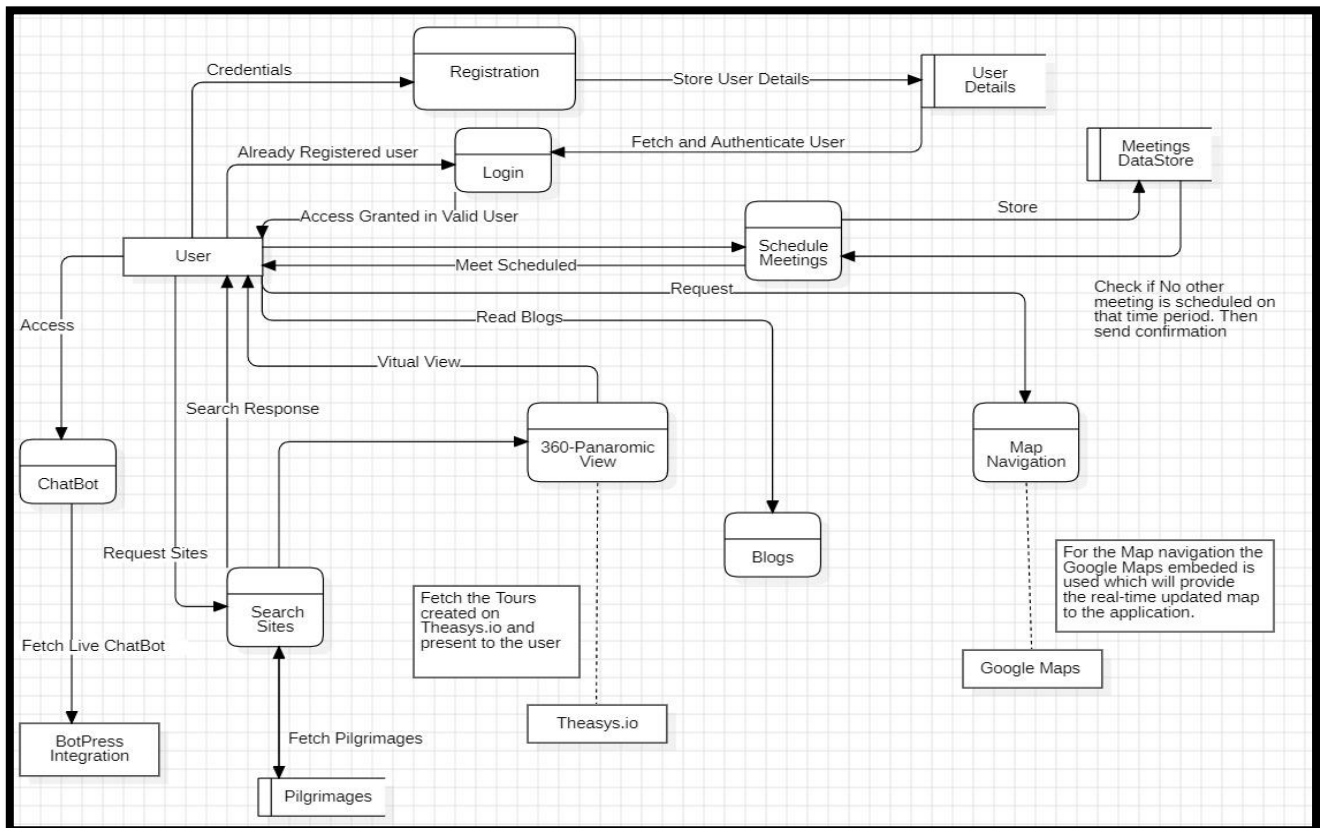 Credentials
Registration
Store User Details
User
Details
Already Registered user
Login
Fetch and Authenticate User
Meetings
DataStore
Access Granted in Valid User
Store
User
Schedule
Meetings
Meet Scheduled
Request
Check if No other
meeting is scheduled on
that time period. Then
send confirmation
Access
Read Blogs
Vitual View
Search Response
360-Panaromic
View
Map
Navigation
ChatBot
Request Sites
Blogs
For the Map navigation the
Google Maps embeded is
used which will provide
the real-time updated map
to the application.
Search
Sites
Fetch the Tours
created on
Theasys.io and
present to the user
Fetch Live ChatBot
Google Maps
Theasys.io
BotPress
Integration
Fetch Pilgrimages
Pilgrimages